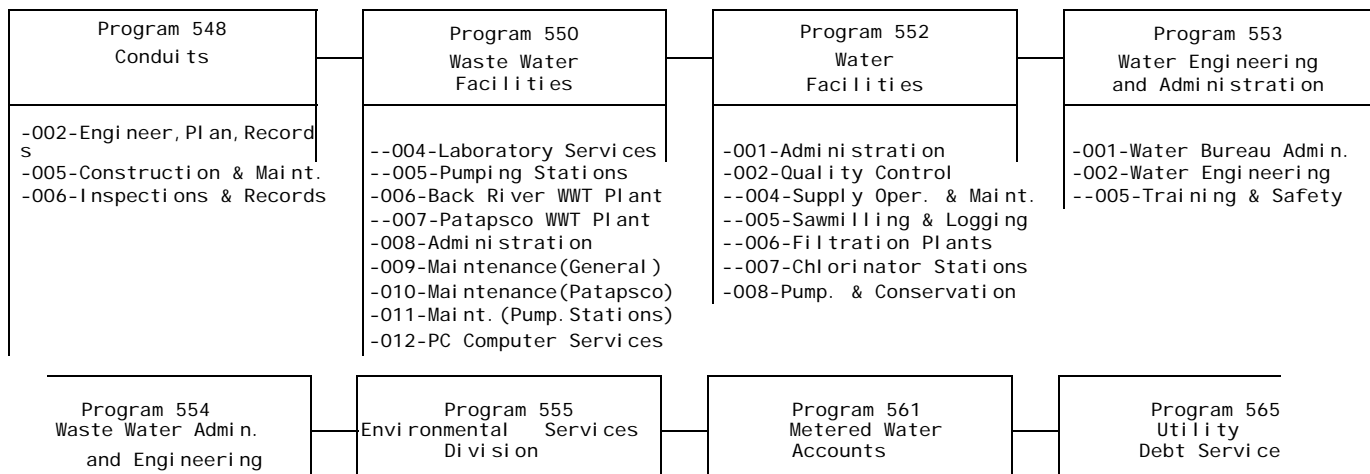 Program 548
Conduits
-002-Engineer,Plan,Record
s
-005-Construction & Maint.
-006-Inspections & Records
Program 550
Waste Water
Facilities
--004-Laboratory Services
--005-Pumping Stations
-006-Back River WWT Plant
--007-Patapsco WWT Plant
-008-Administration
-009-Maintenance(General)
-010-Maintenance(Patapsco)
-011-Maint.(Pump.Stations)
-012-PC Computer Services
Program 552
Water
Facilities
-001-Administration
-002-Quality Control
--004-Supply Oper. & Maint.
--005-Sawmilling & Logging
--006-Filtration Plants
--007-Chlorinator Stations
-008-Pump. & Conservation
Program 553
Water Engineering
and Administration
-001-Water Bureau Admin.
-002-Water Engineering
--005-Training & Safety
Program 554
Waste Water Admin.
and Engineering
Program 555
Environmental Services
Division
Program 561
Metered Water
Accounts
Program 565
Utility
Debt Service